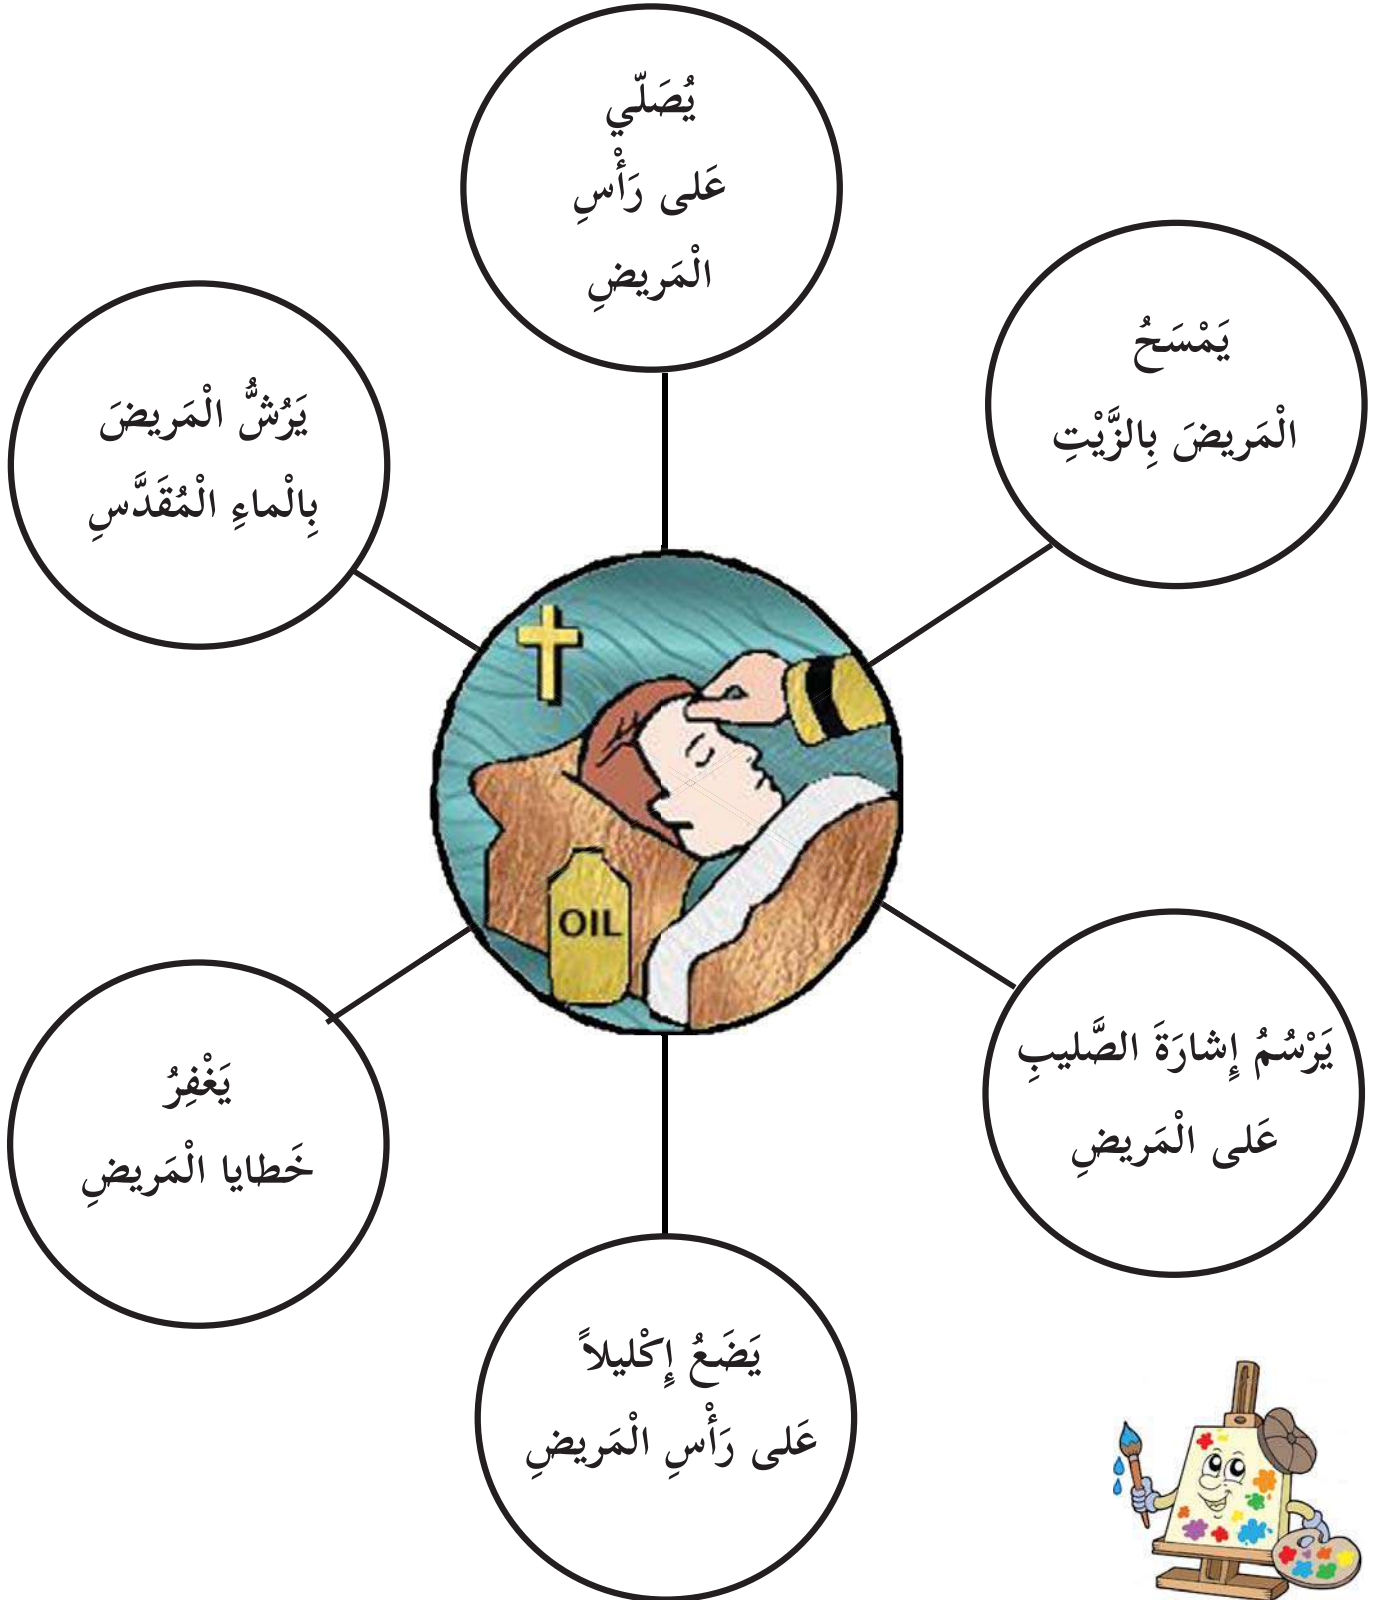 يُصَلّي
عَلى رَأْسِ
الْمَريضِ
يَمْسَحُ
الْمَريضَ بِالزَّيْتِ
يَرُشُّ الْمَريضَ
بِالْماءِ الْمُقَدَّسِ
OIL
يَرْسُمُ إِشارَةَ الصَّليبِ
عَلى الْمَريضِ
يَغْفِرُ
خَطايا الْمَريضِ
يَضَعُ إِكْليلاً
عَلى رَأْسِ الْمَريضِ